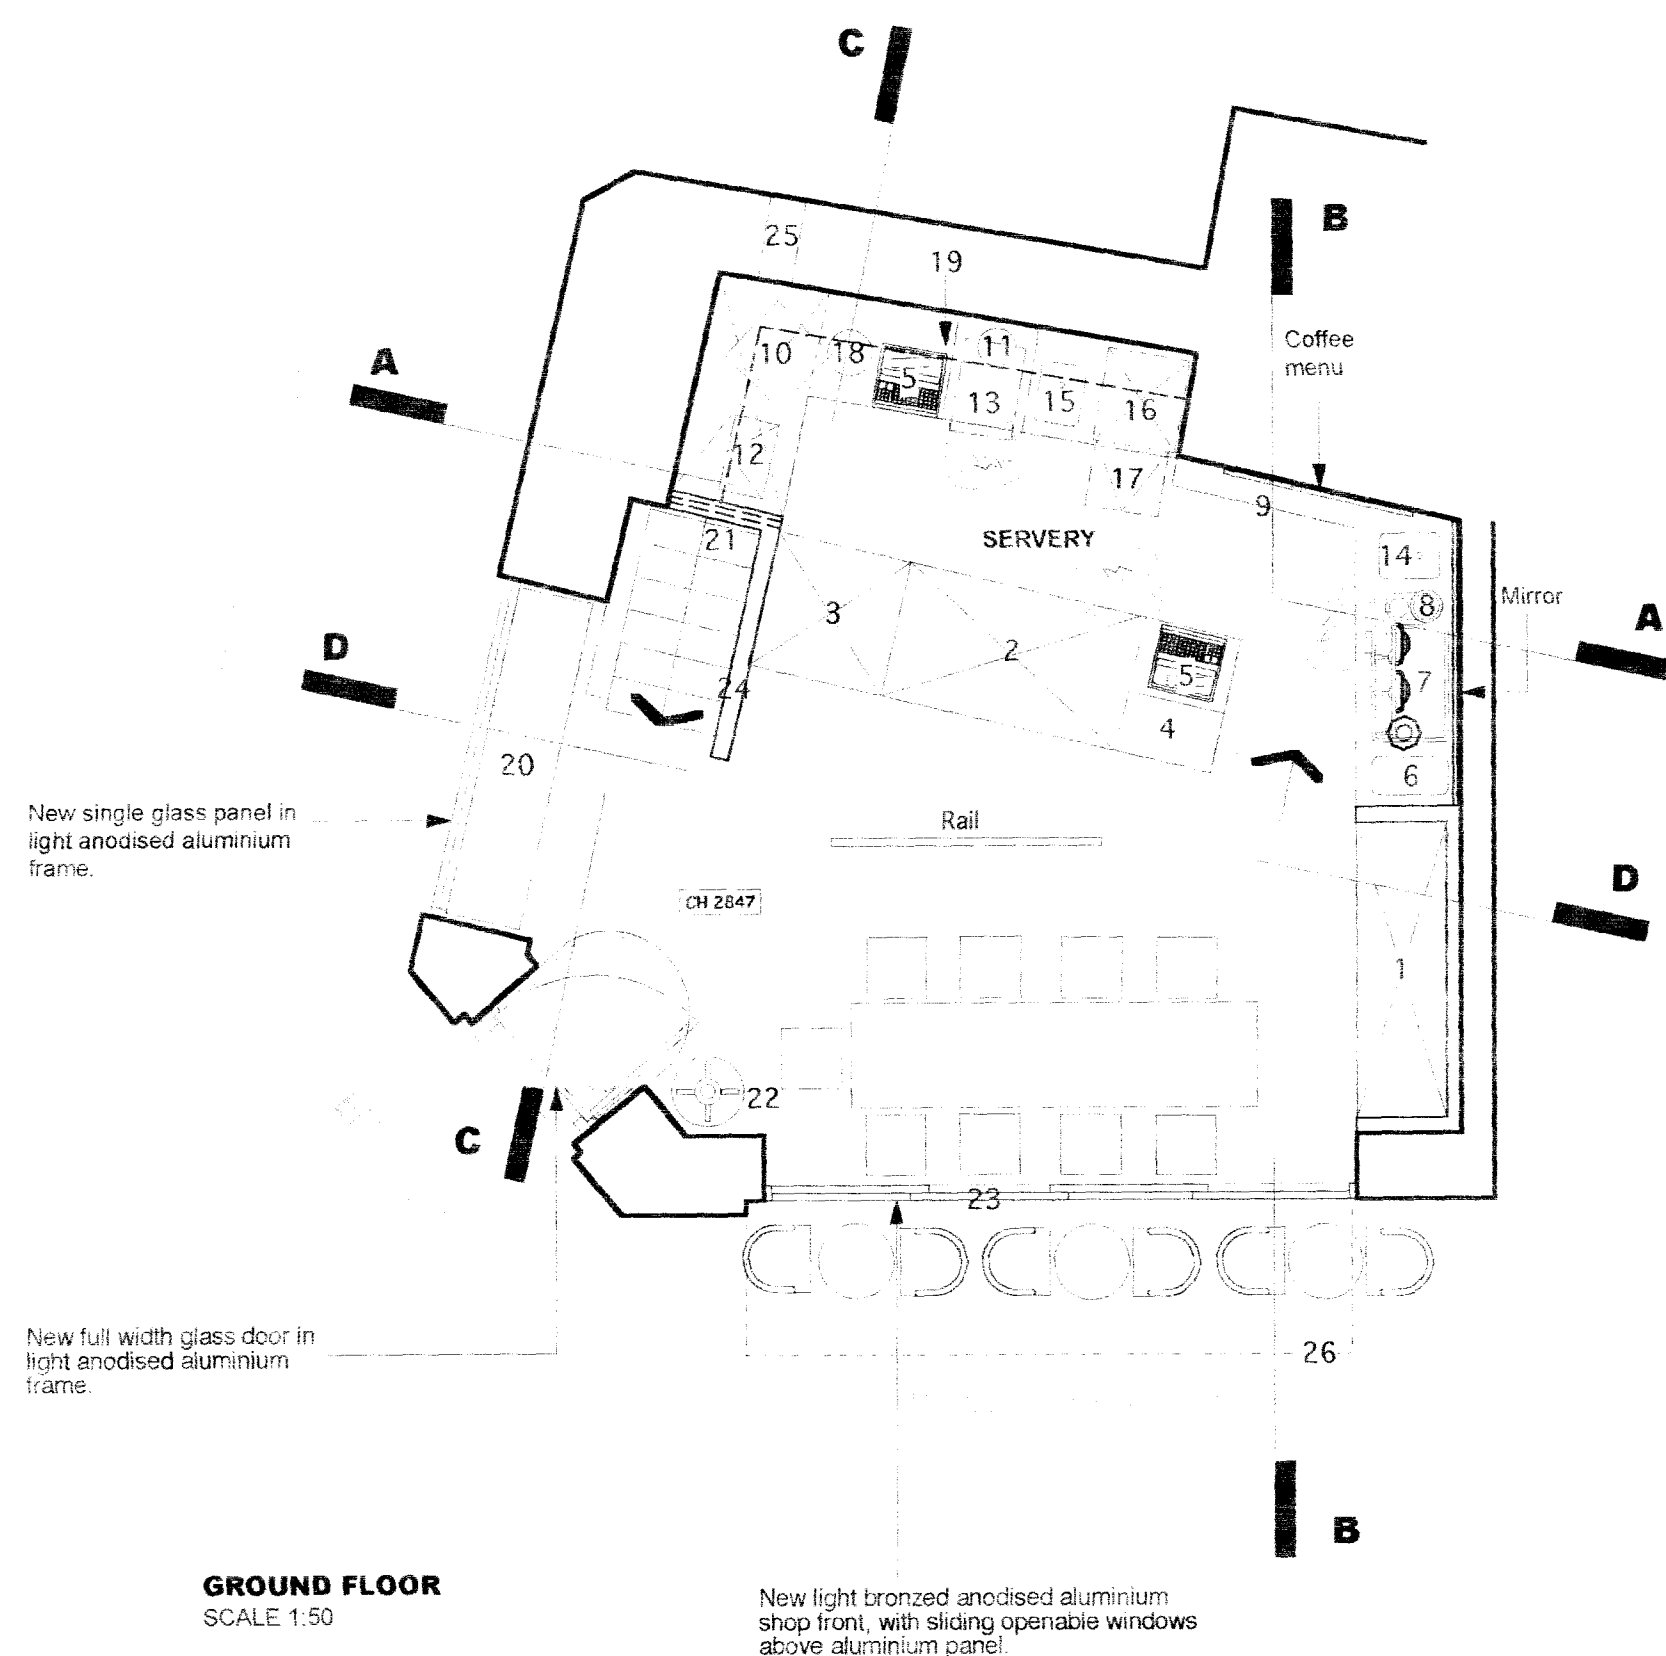 C
B
25
19
Coffee
menu
A
10
18
5
11
13
15
16
12
17
9
SERVERY
21
14
8
Mirror
A
3
2
D
5
7
24
4
6
20
New single glass panel in
light anodised aluminium
frame.
Rail
D
CH 2847
1
22
C
23
New full width glass door in
light anodised aluminium
frame.
26
B
GROUND FLOOR
SCALE 1:50
New light bronzed anodised aluminium
shop front, with sliding openable windows
above aluminium panel.